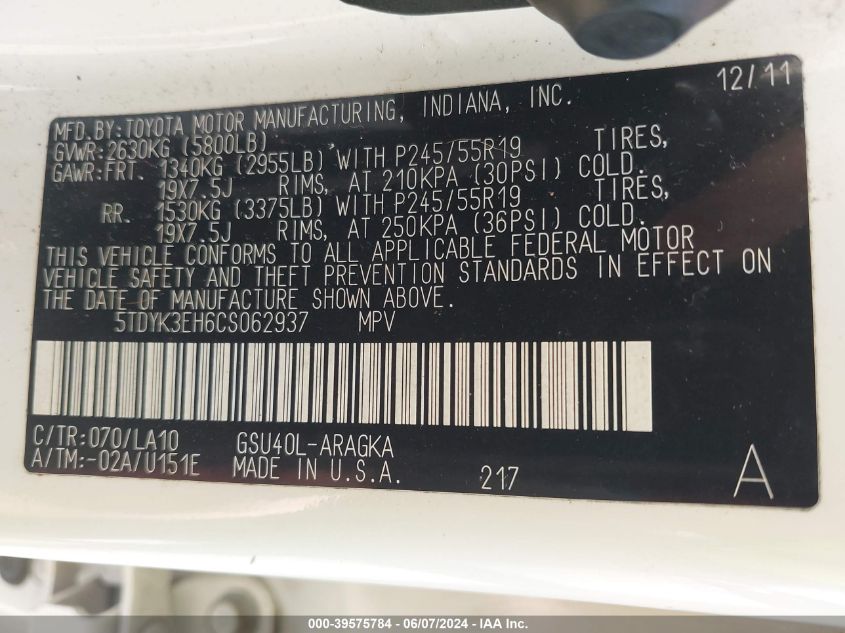 12/11
MFD.BY:TOYOTA MOTOR MANUFACTURING, INDIANA, INC.
GVWR:2630KG (5800LB)
GAWR:FRT. 1340KG (2955LB) WITH P245/55R19 TIRES,
19X7.5J RIMS, AT 210KPA (30PSI) COLD.
RR. 1530KG (3375LB) WITH P245/55R19 TIRES,
19X7.5J RIMS, AT 250KPA (36PSI) COLD.
THIS VEHICLE CONFORMS TO ALL APPLICABLE FEDERAL MOTOR
VEHICLE SAFETY AND THEFT PREVENTION STANDARDS IN EFFECT ON
THE DATE OF MANUFACTURE SHOWN ABOVE.
5TDYK3EH6CS062937 MPV
C/TR:070/LA10 GSU40L-ARAGKA
A/TM:-02A/U151E MADE IN U.S.A. 217 A
000-39575784 - 06/07/2024 - IAA Inc.